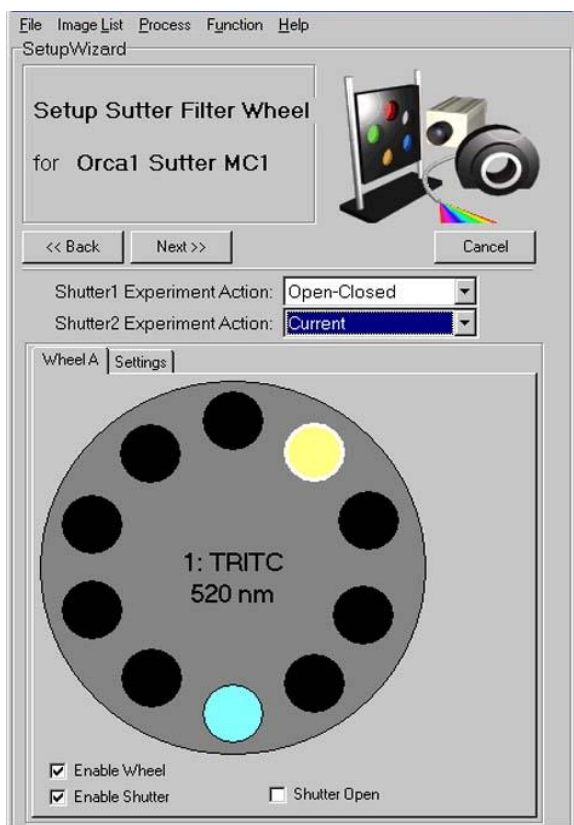 File Image List Process Function Help
SetupWizard
Setup Sutter Filter Wheel
for Orca1 Sutter MC1
<< Back Next >> Cancel
Shutter1 Experiment Action: Open-Closed
Shutter2 Experiment Action: Current
Wheel A Settings
1: TRITC
520 nm
Enable Wheel
Enable Shutter Shutter Open